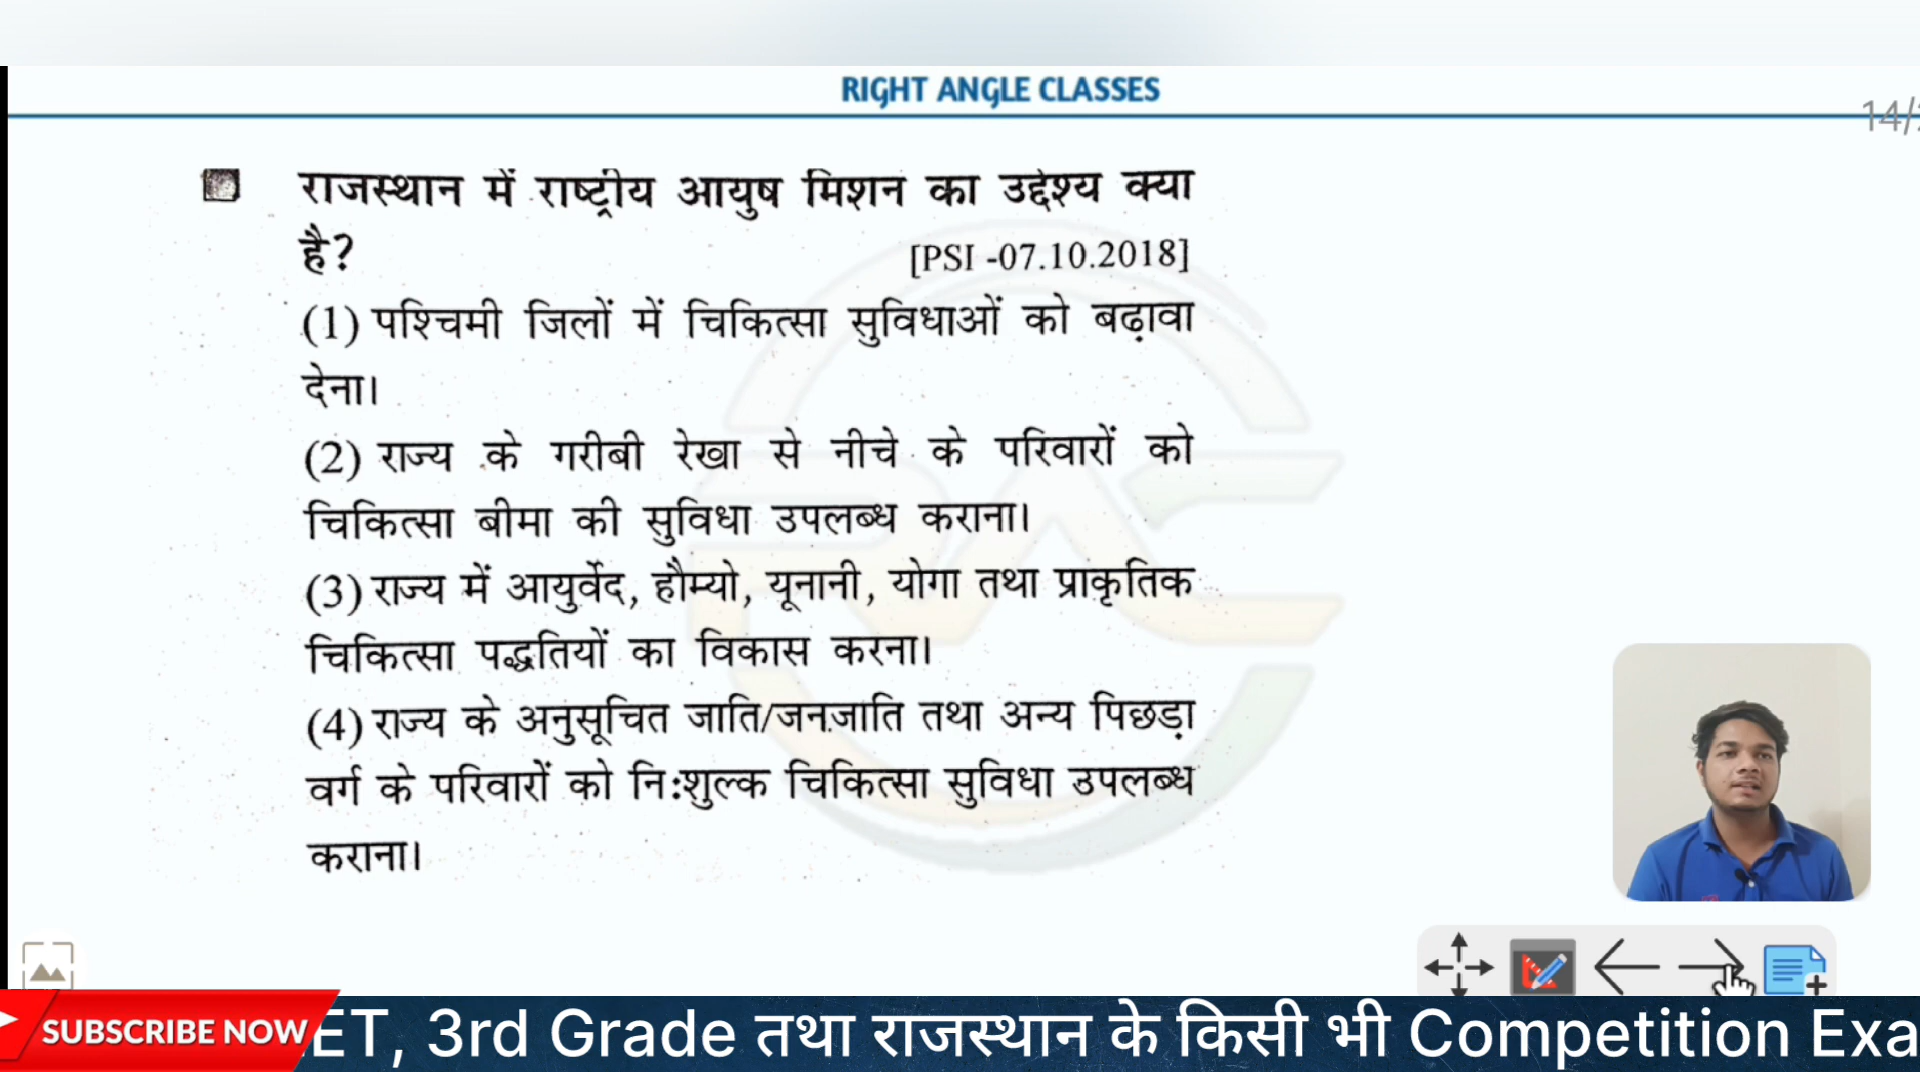 RIGHT ANGLE CLASSES
14/
राजस्थान में राष्ट्रीय आयुष मिशन का उद्देश्य क्या
है? [PSI -07.10.2018]
(1) पश्चिमी जिलों में चिकित्सा सुविधाओं को बढ़ावा
देना।
(2) राज्य के गरीबी रेखा से नीचे के परिवारों को
चिकित्सा बीमा की सुविधा उपलब्ध कराना।
(3) राज्य में आयुर्वेद, हौम्यो, यूनानी, योगा तथा प्राकृतिक
चिकित्सा पद्धतियों का विकास करना।
(4) राज्य के अनुसूचित जाति/जनजाति तथा अन्य पिछड़ा
वर्ग के परिवारों को नि:शुल्क चिकित्सा सुविधा उपलब्ध
कराना।
SUBSCRIBE NOW ET, 3rd Grade तथा राजस्थान के किसी भी Competition Exa